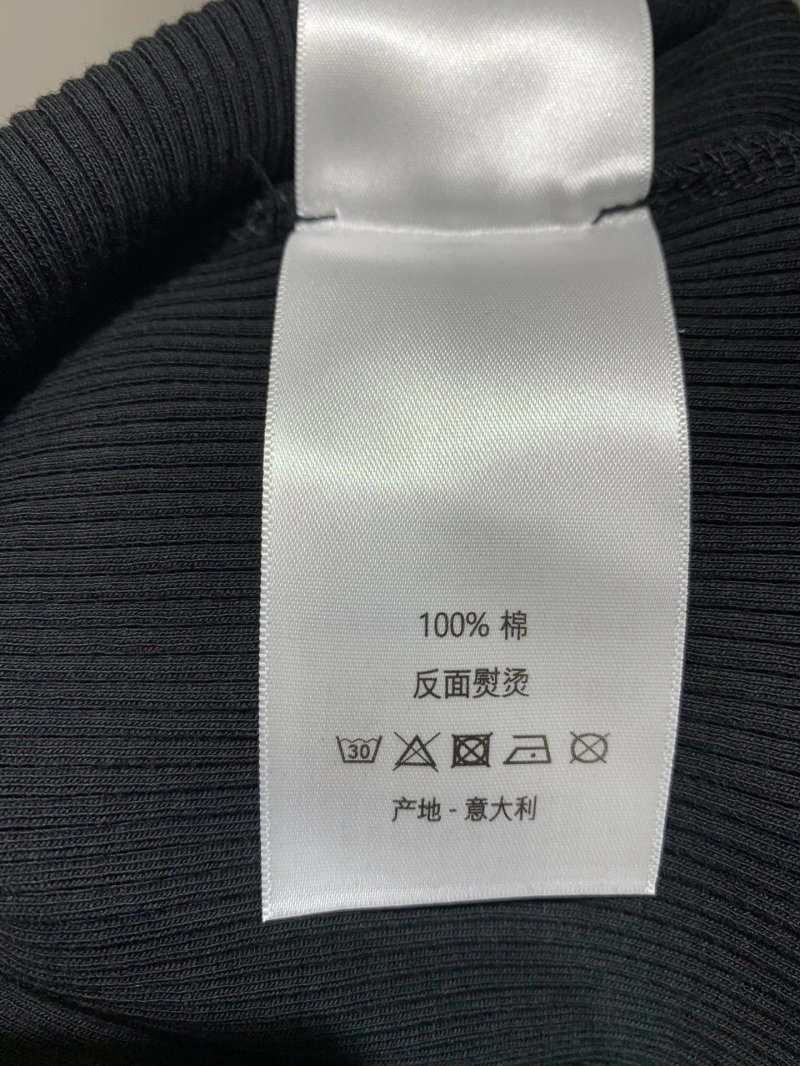 100% 棉
反面熨烫
30
产地 - 意大利